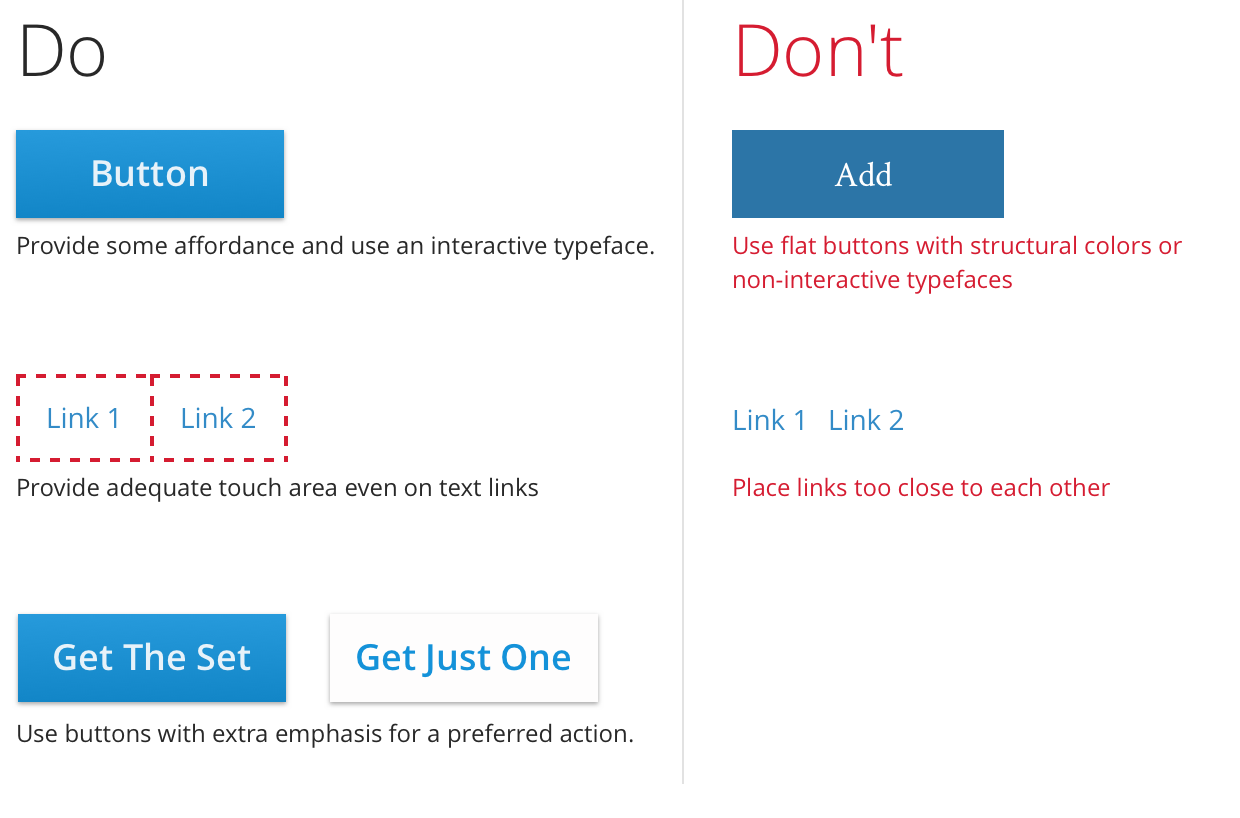 Do
Button
Provide some affordance and use an interactive typeface.
Link 1 Link 2
Provide adequate touch area even on text links
Get The Set Get Just One
Use buttons with extra emphasis for a preferred action.
Don't
Add
Use flat buttons with structural colors or
non-interactive typefaces
Link 1 Link 2
Place links too close to each other